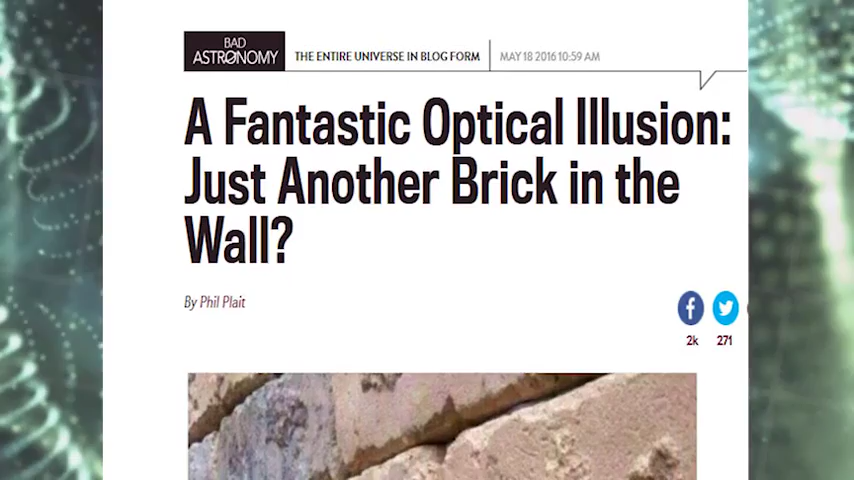 BAD
ASTRONOMY
THE ENTIRE UNIVERSE IN BLOG FORM
MAY 18 2016 10:59 AM
A Fantastic Optical Illusion:
Just Another Brick in the
Wall?
By Phil Plait
2k
271